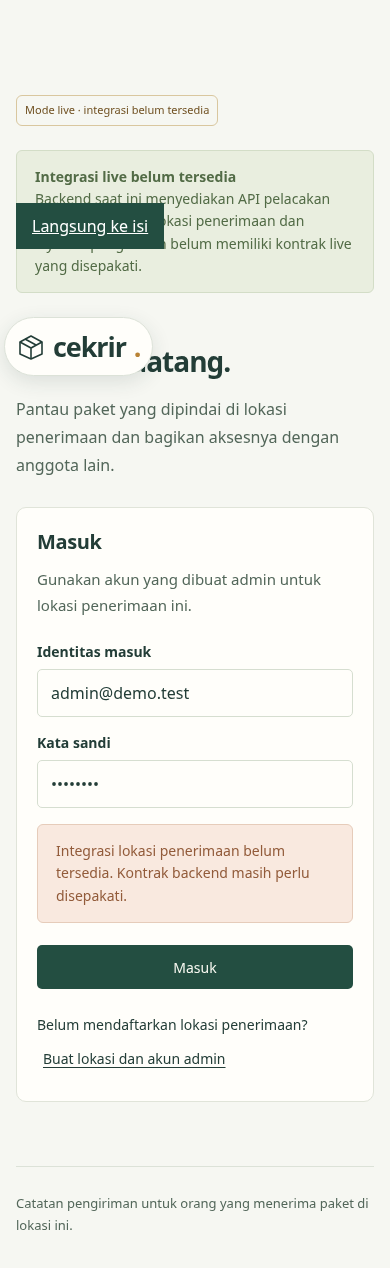 Mode live · integrasi belum tersedia
Integrasi live belum tersedia
Backend saat ini menyediakan API pelacakan
Langsung ke isi
penerimaan dan
belum memiliki kontrak live
yang disepakati.
cekrir.
Pantau paket yang dipindai di lokasi
penerimaan dan bagikan aksesnya dengan
anggota lain.
Masuk
Gunakan akun yang dibuat admin untuk
lokasi penerimaan ini.
Identitas masuk
admin@demo.test
Kata sandi
••••••••
Integrasi lokasi penerimaan belum
tersedia. Kontrak backend masih perlu
disepakati.
Masuk
Belum mendaftarkan lokasi penerimaan?
Buat lokasi dan akun admin
Catatan pengiriman untuk orang yang menerima paket di
lokasi ini.